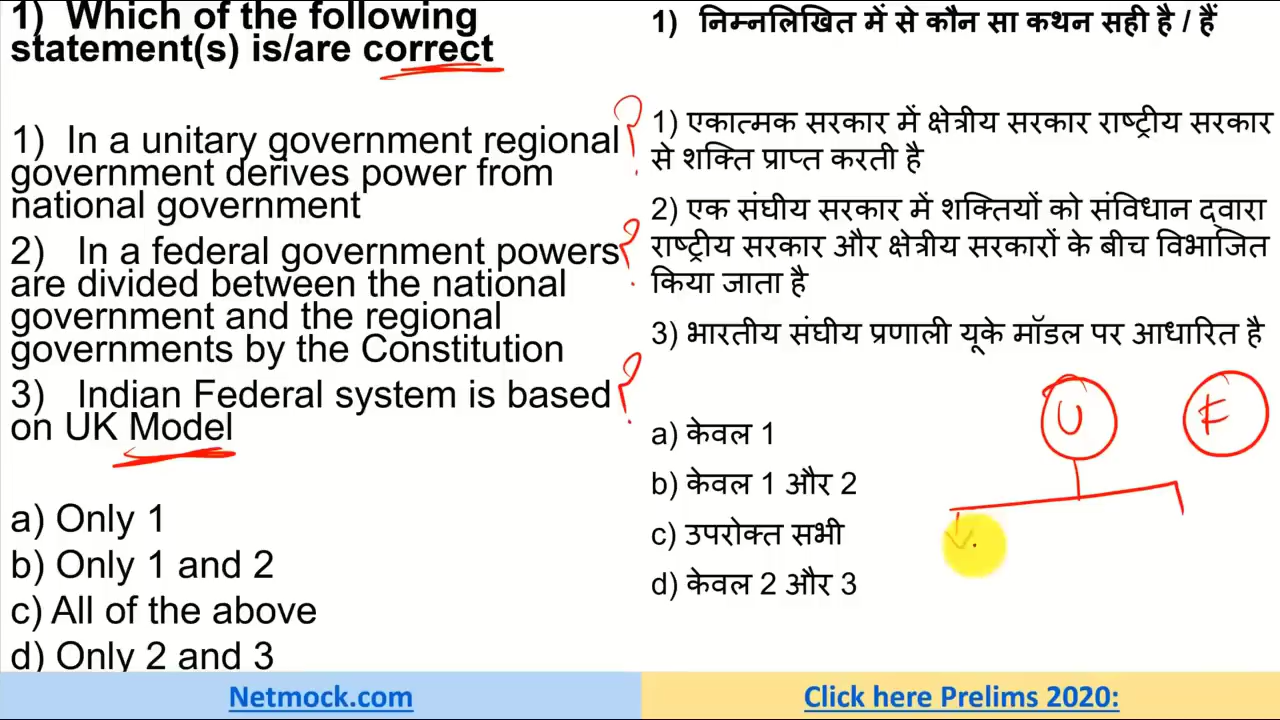 1) Which of the following
statement(s) is/are correct
1) In a unitary government regional
government derives power from
national government
2) In a federal government powers
are divided between the national
government and the regional
governments by the Constitution
3) Indian Federal system is based
on UK Model
a) Only 1
b) Only 1 and 2
c) All of the above
d) Only 2 and 3
? 
?
?
1) निम्नलिखित में से कौन सा कथन सही है / हैं
1) एकात्मक सरकार में क्षेत्रीय सरकार राष्ट्रीय सरकार
से शक्ति प्राप्त करती है
2) एक संघीय सरकार में शक्तियों को संविधान द्वारा
राष्ट्रीय सरकार और क्षेत्रीय सरकारों के बीच विभाजित
किया जाता है
3) भारतीय संघीय प्रणाली यूके मॉडल पर आधारित है
a) केवल 1
b) केवल 1 और 2
c) उपरोक्त सभी
d) केवल 2 और 3
U F
Netmock.com
Click here Prelims 2020: